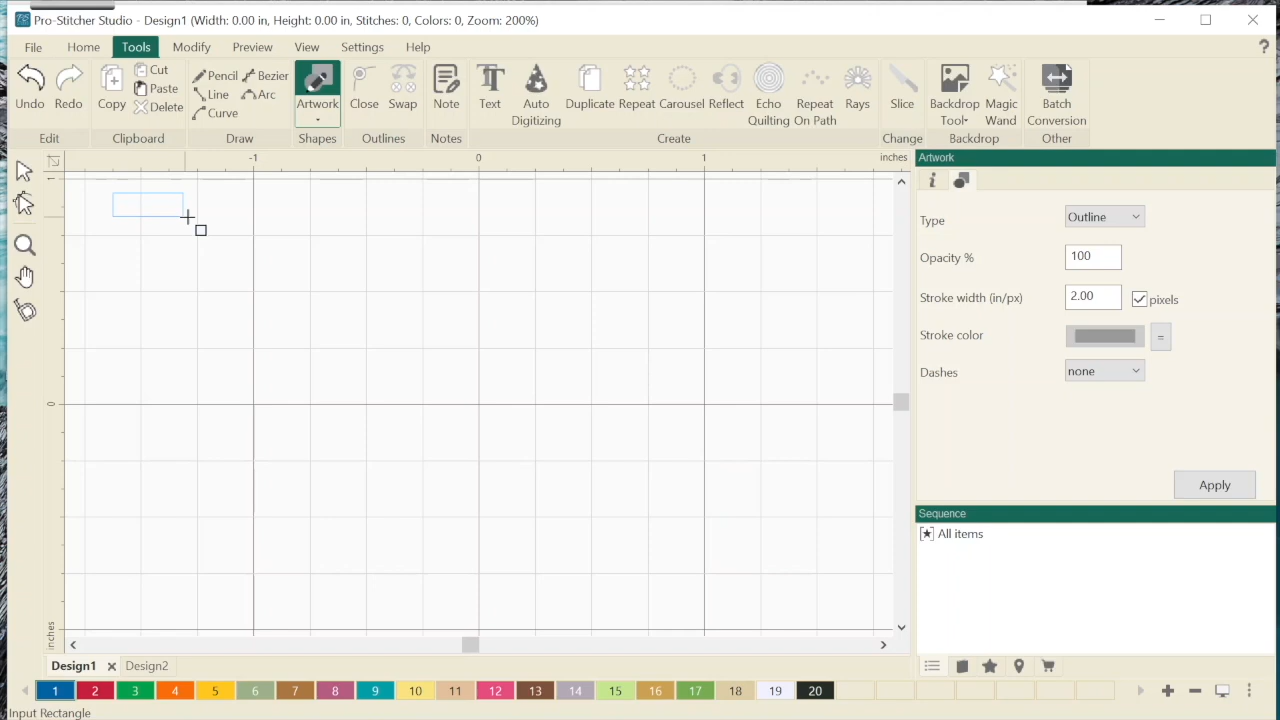 Pro-Stitcher Studio - Design1 (Width: 0.00 in, Height: 0.00 in, Stitches: 0, Colors: 0, Zoom: 200%)
File Home Tools Modify Preview View Settings Help
Undo Redo Copy Cut Paste Delete Pencil Bezier Line Arc Curve Artwork Close Swap Note Text Auto Digitizing Duplicate Repeat Carousel Reflect Echo Quilting Repeat On Path Rays Slice Backdrop Tool Magic Wand Batch Conversion
Edit Clipboard Draw Shapes Outlines Notes Create Change Backdrop Other
-1 0 1 inches
Artwork
1
Type Outline
Opacity % 100
Stroke width (in/px) 2.00 pixels
Stroke color =
Dashes none
0
Apply
Sequence
All items
inches
Design1 Design2
1 2 3 4 5 6 7 8 9 10 11 12 13 14 15 16 17 18 19 20
Input Rectangle